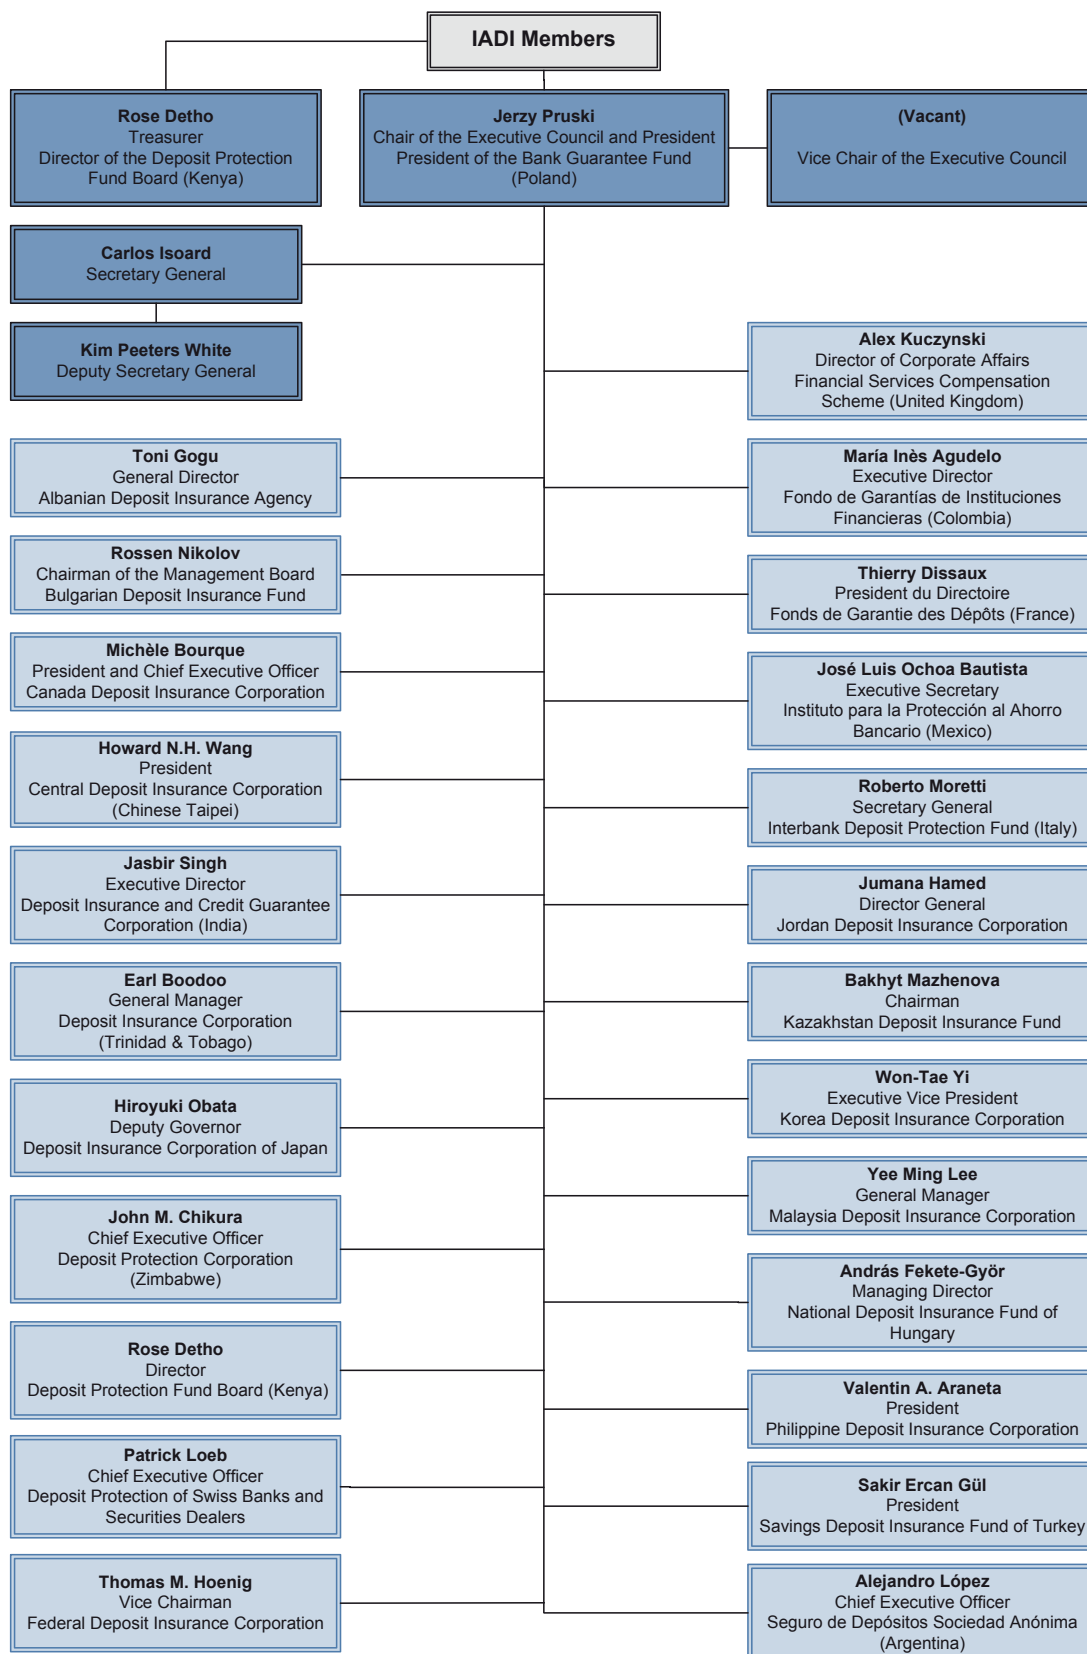 IADI Members
Rose Detho
Treasurer
Director of the Deposit Protection
Fund Board (Kenya)
Jerzy Pruski
Chair of the Executive Council and President
President of the Bank Guarantee Fund
(Poland)
(Vacant)
Vice Chair of the Executive Council
Carlos Isoard
Secretary General
Kim Peeters White
Deputy Secretary General
Toni Gogu
General Director
Albanian Deposit Insurance Agency
Rossen Nikolov
Chairman of the Management Board
Bulgarian Deposit Insurance Fund
Michèle Bourque
President and Chief Executive Officer
Canada Deposit Insurance Corporation
Howard N.H. Wang
President
Central Deposit Insurance Corporation
(Chinese Taipei)
Jasbir Singh
Executive Director
Deposit Insurance and Credit Guarantee
Corporation (India)
Earl Boodoo
General Manager
Deposit Insurance Corporation
(Trinidad & Tobago)
Hiroyuki Obata
Deputy Governor
Deposit Insurance Corporation of Japan
John M. Chikura
Chief Executive Officer
Deposit Protection Corporation
(Zimbabwe)
Rose Detho
Director
Deposit Protection Fund Board (Kenya)
Patrick Loeb
Chief Executive Officer
Deposit Protection of Swiss Banks and
Securities Dealers
Thomas M. Hoenig
Vice Chairman
Federal Deposit Insurance Corporation
Alex Kuczynski
Director of Corporate Affairs
Financial Services Compensation
Scheme (United Kingdom)
María Inès Agudelo
Executive Director
Fondo de Garantías de Instituciones
Financieras (Colombia)
Thierry Dissaux
President du Directoire
Fonds de Garantie des Dépôts (France)
José Luis Ochoa Bautista
Executive Secretary
Instituto para la Protección al Ahorro
Bancario (Mexico)
Roberto Moretti
Secretary General
Interbank Deposit Protection Fund (Italy)
Jumana Hamed
Director General
Jordan Deposit Insurance Corporation
Bakhyt Mazhenova
Chairman
Kazakhstan Deposit Insurance Fund
Won-Tae Yi
Executive Vice President
Korea Deposit Insurance Corporation
Yee Ming Lee
General Manager
Malaysia Deposit Insurance Corporation
András Fekete-Györ
Managing Director
National Deposit Insurance Fund of
Hungary
Valentin A. Araneta
President
Philippine Deposit Insurance Corporation
Sakir Ercan Gül
President
Savings Deposit Insurance Fund of Turkey
Alejandro López
Chief Executive Officer
Seguro de Depósitos Sociedad Anónima
(Argentina)